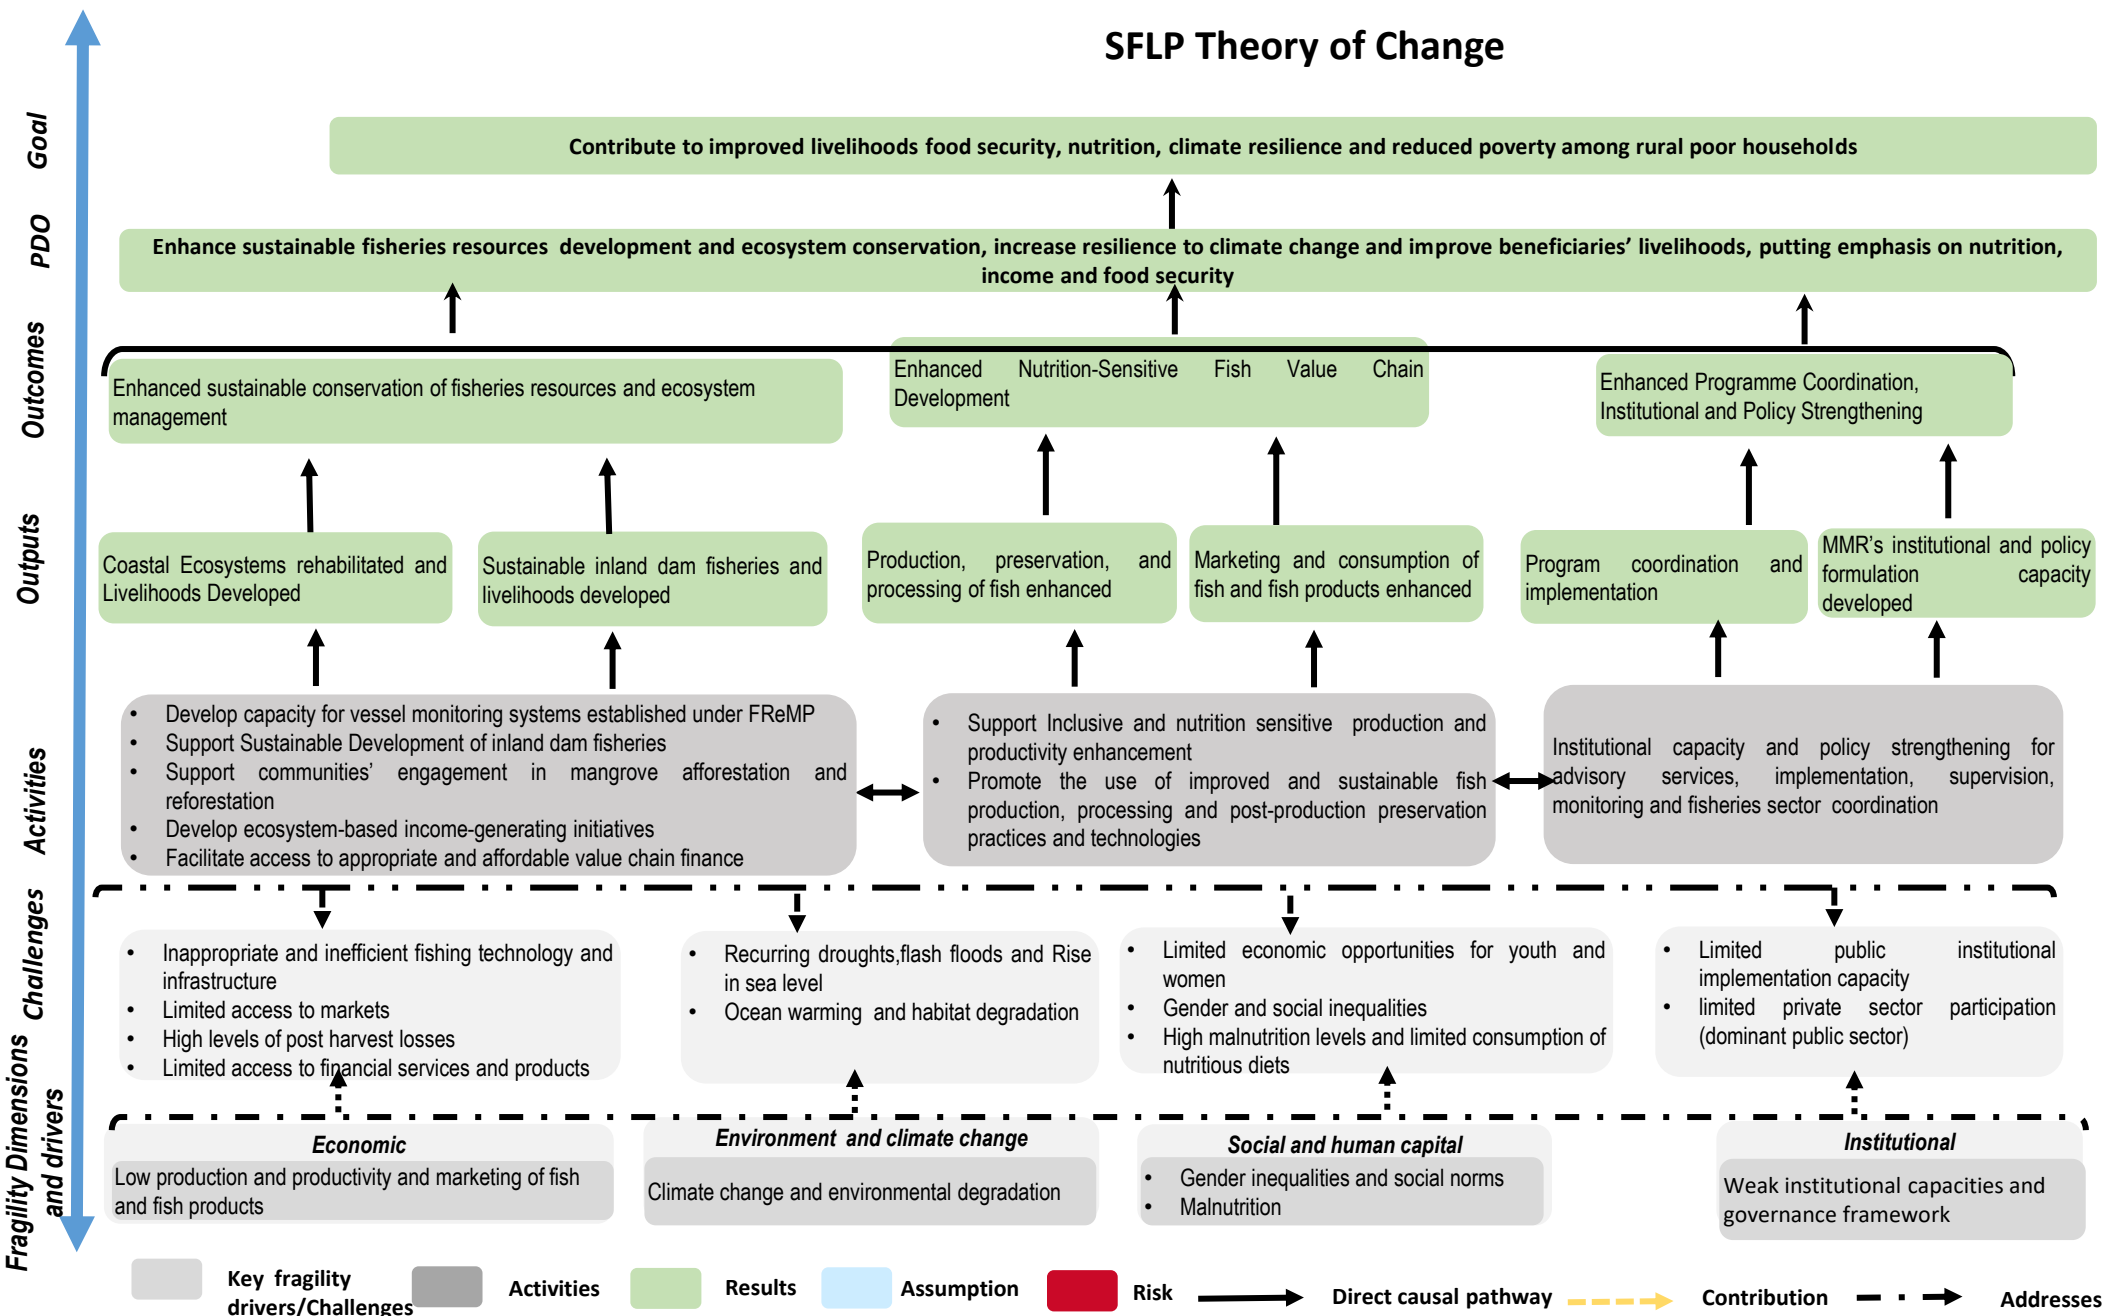 SFLP Theory of Change
Goal
Contribute to improved livelihoods food security, nutrition, climate resilience and reduced poverty among rural poor households
PDO
Enhance sustainable fisheries resources development and ecosystem conservation, increase resilience to climate change and improve beneficiaries’ livelihoods, putting emphasis on nutrition,
income and food security
Outcomes
Enhanced sustainable conservation of fisheries resources and ecosystem
management
Enhanced Nutrition-Sensitive Fish Value Chain
Development
Enhanced Programme Coordination,
Institutional and Policy Strengthening
Outputs
Coastal Ecosystems rehabilitated and
Livelihoods Developed
Sustainable inland dam fisheries and
livelihoods developed
Production, preservation, and
processing of fish enhanced
Marketing and consumption of
fish and fish products enhanced
Program coordination and
implementation
MMR’s institutional and policy
formulation capacity
developed
Activities
• Develop capacity for vessel monitoring systems established under FReMP
• Support Sustainable Development of inland dam fisheries
• Support communities’ engagement in mangrove afforestation and
reforestation
• Develop ecosystem-based income-generating initiatives
• Facilitate access to appropriate and affordable value chain finance
• Support Inclusive and nutrition sensitive production and
productivity enhancement
• Promote the use of improved and sustainable fish
production, processing and post-production preservation
practices and technologies
Institutional capacity and policy strengthening for
advisory services, implementation, supervision,
monitoring and fisheries sector coordination
Challenges
• Inappropriate and inefficient fishing technology and
infrastructure
• Limited access to markets
• High levels of post harvest losses
• Limited access to financial services and products
• Recurring droughts,flash floods and Rise
in sea level
• Ocean warming and habitat degradation
• Limited economic opportunities for youth and
women
• Gender and social inequalities
• High malnutrition levels and limited consumption of
nutritious diets
• Limited public institutional
implementation capacity
• limited private sector participation
(dominant public sector)
Fragility Dimensions
and drivers
Economic
Low production and productivity and marketing of fish
and fish products
Environment and climate change
Climate change and environmental degradation
Social and human capital
• Gender inequalities and social norms
• Malnutrition
Institutional
Weak institutional capacities and
governance framework
Key fragility
drivers/Challenges
Activities
Results
Assumption
Risk
Direct causal pathway
Contribution
Addresses